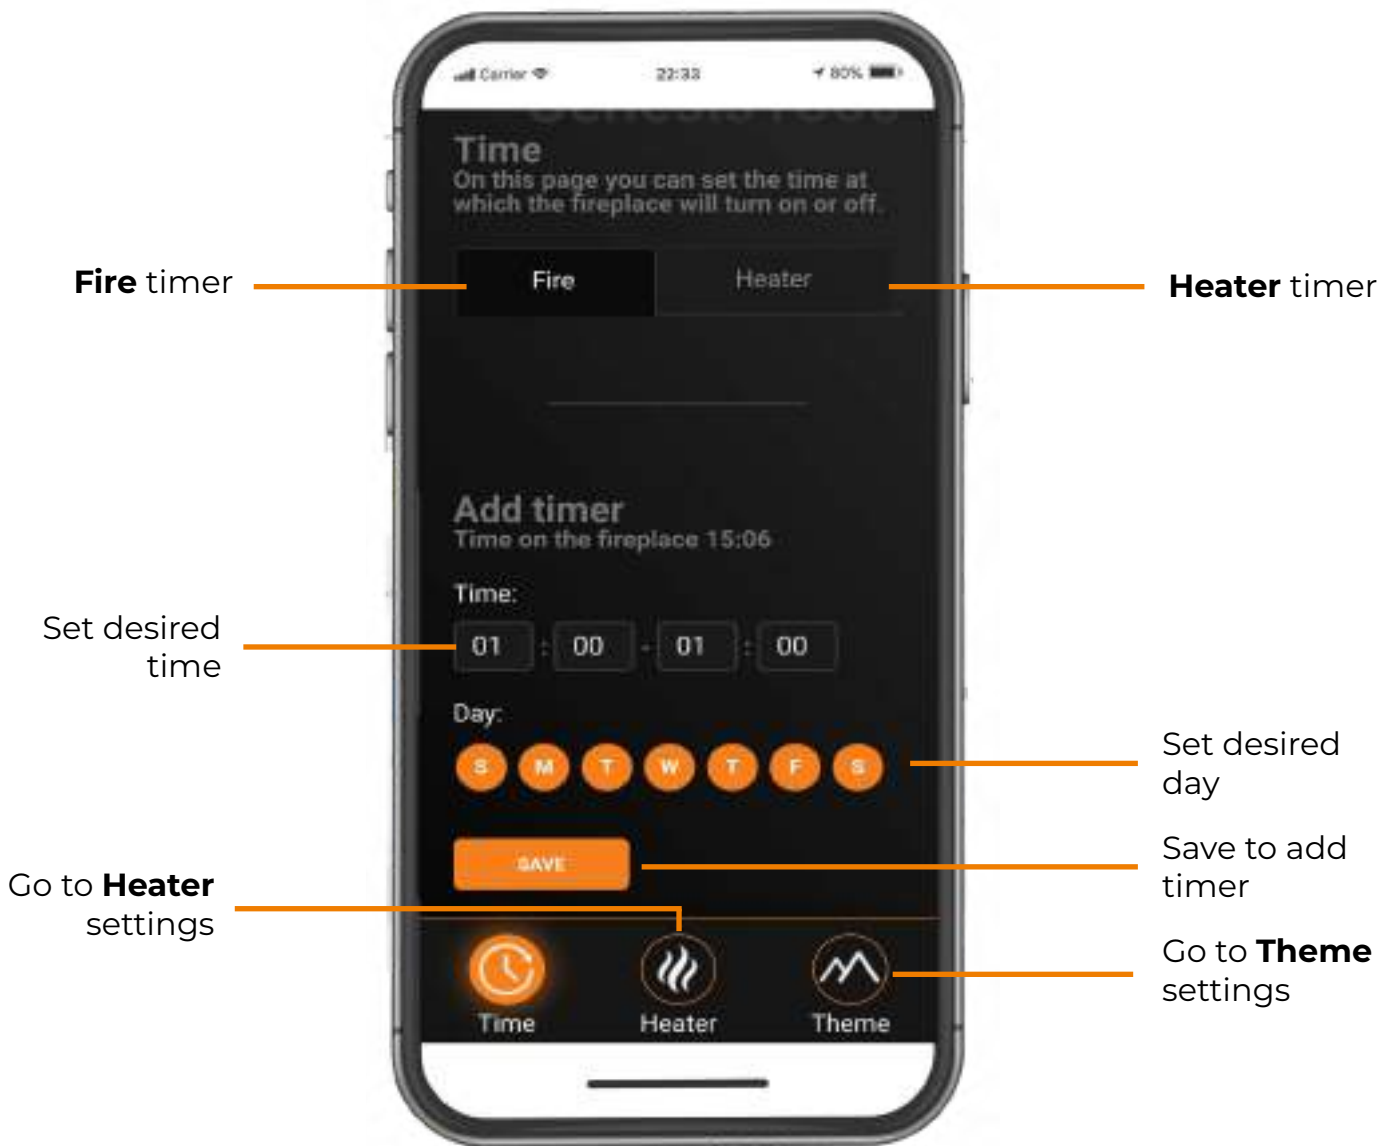 Carrier 22:33 80%
Time
On this page you can set the time at
which the fireplace will turn on or off.
Fire timer
Fire Heater
Heater timer
Add timer
Time on the fireplace 15:06
Time:
Set desired
time
01 : 00 - 01 : 00
Day:
S M T W T F S
Set desired
day
SAVE
Save to add
timer
Go to Heater
settings
Go to Theme
settings
Time Heater Theme